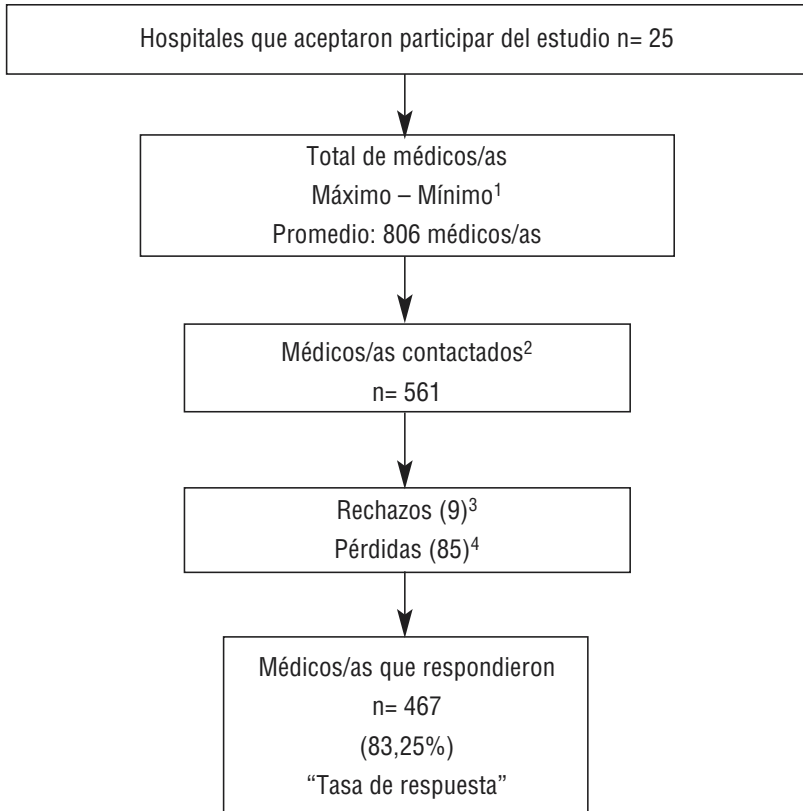 Hospitales que aceptaron participar del estudio n= 25
Total de médicos/as
Máximo – Mínimo¹
Promedio: 806 médicos/as
Médicos/as contactados²
n= 561
Rechazos (9)³
Pérdidas (85)⁴
Médicos/as que respondieron
n= 467
(83,25%)
“Tasa de respuesta”